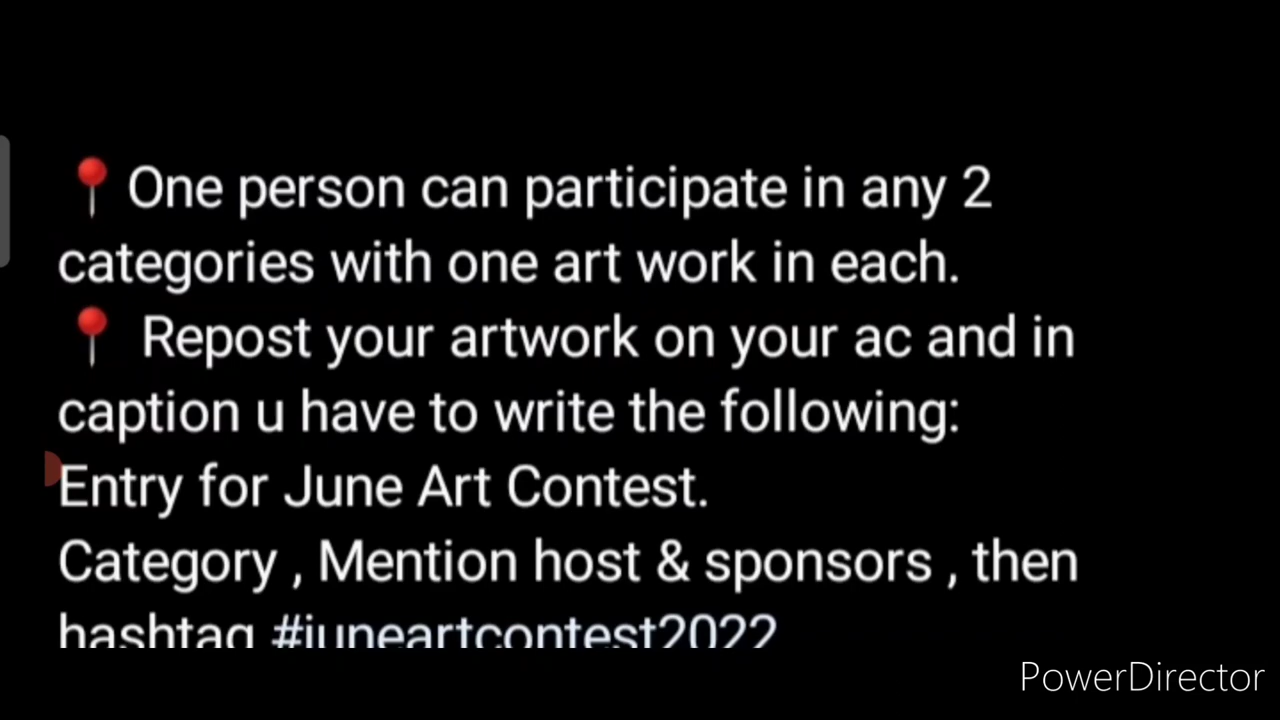 📍One person can participate in any 2
categories with one art work in each.
📍 Repost your artwork on your ac and in
caption u have to write the following:
Entry for June Art Contest.
Category , Mention host & sponsors , then
hashtag #juneartcontest2022
PowerDirector